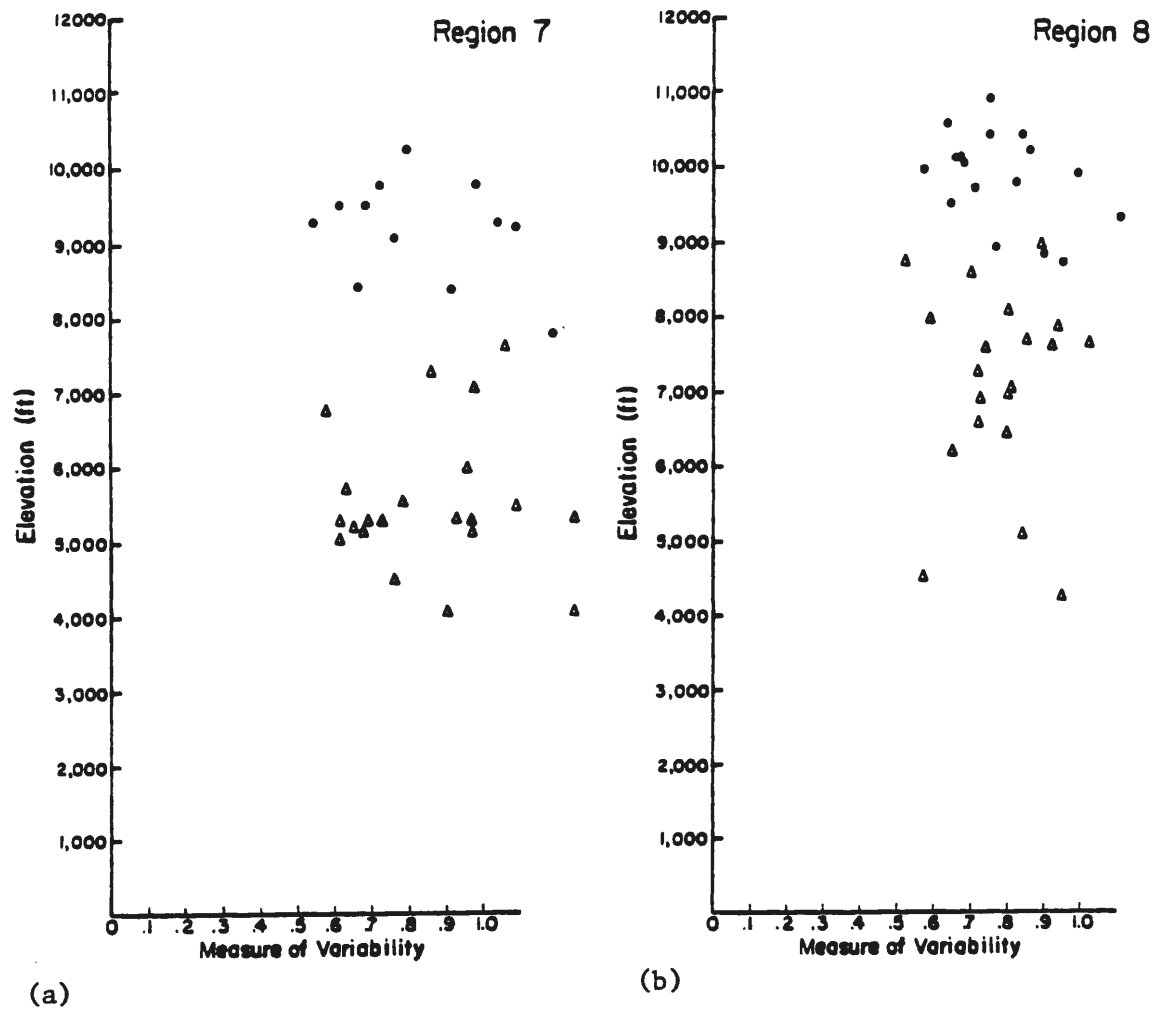 Region 7
12000
11,000
10,000
9,000
8,000
7,000
6,000
5,000
4,000
3,000
2,000
1,000
Elevation (ft)
0 .1 .2 .3 .4 .5 .6 .7 .8 .9 1.0
Measure of Variability
(a)
Region 8
12000
11,000
10,000
9,000
8,000
7,000
6,000
5,000
4,000
3,000
2,000
1,000
Elevation (ft)
0 .1 .2 .3 .4 .5 .6 .7 .8 .9 1.0
Measure of Variability
(b)